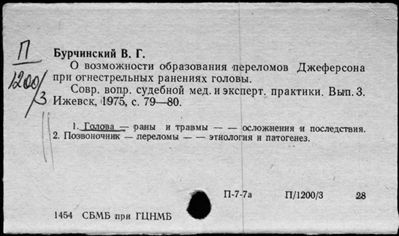 П
1200/3
Бурчинский В. Г.
О возможности образования переломов Джеферсона
при огнестрельных ранениях головы.
Совр. вопр. судебной мед. и эксперт. практики. Вып. 3.
Ижевск, 1975, с. 79—80.
1. Голова — раны и травмы — — осложнения и последствия.
2. Позвоночник — переломы — — этиология и патогенез.
П-7-7а П/1200/3 28
1454 СБМБ при ГЦНМБ